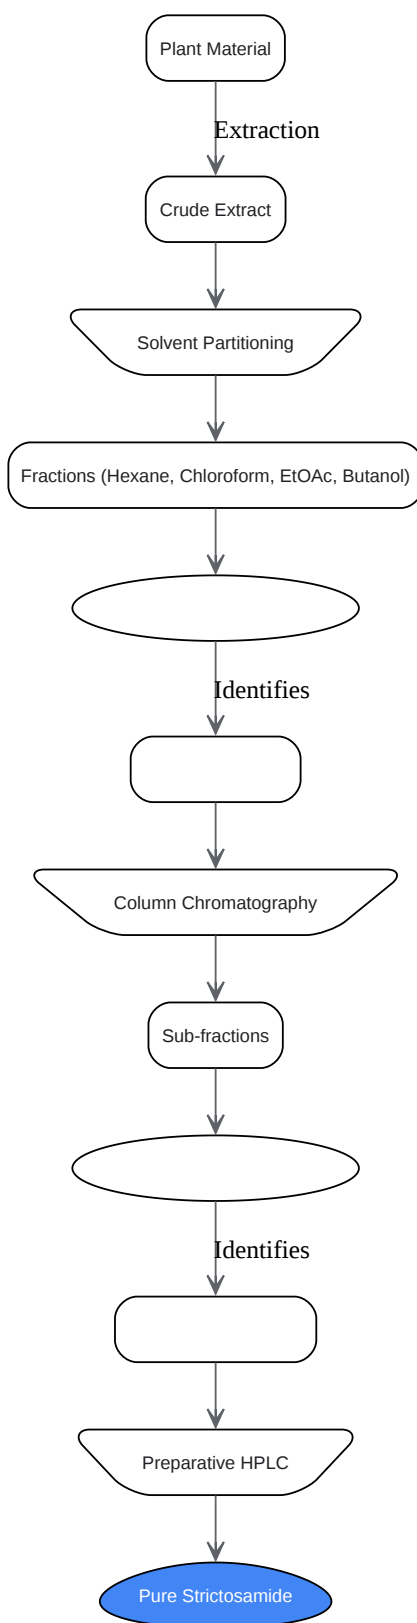 Plant Material
Extraction
Crude Extract
Solvent Partitioning
Fractions (Hexane, Chloroform, EtOAc, Butanol)
Identifies
Column Chromatography
Sub-fractions
Identifies
Preparative HPLC
Pure Strictosamide